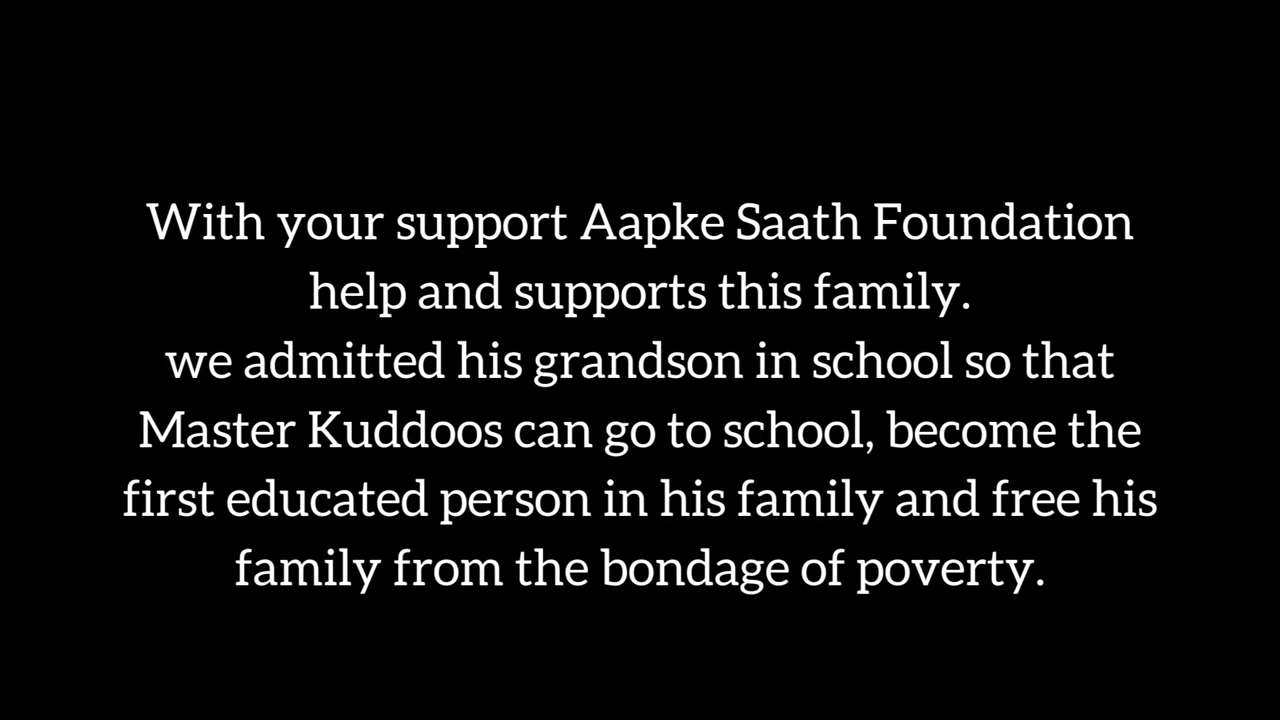 With your support Aapke Saath Foundation
help and supports this family.
we admitted his grandson in school so that
Master Kuddoos can go to school, become the
first educated person in his family and free his
family from the bondage of poverty.